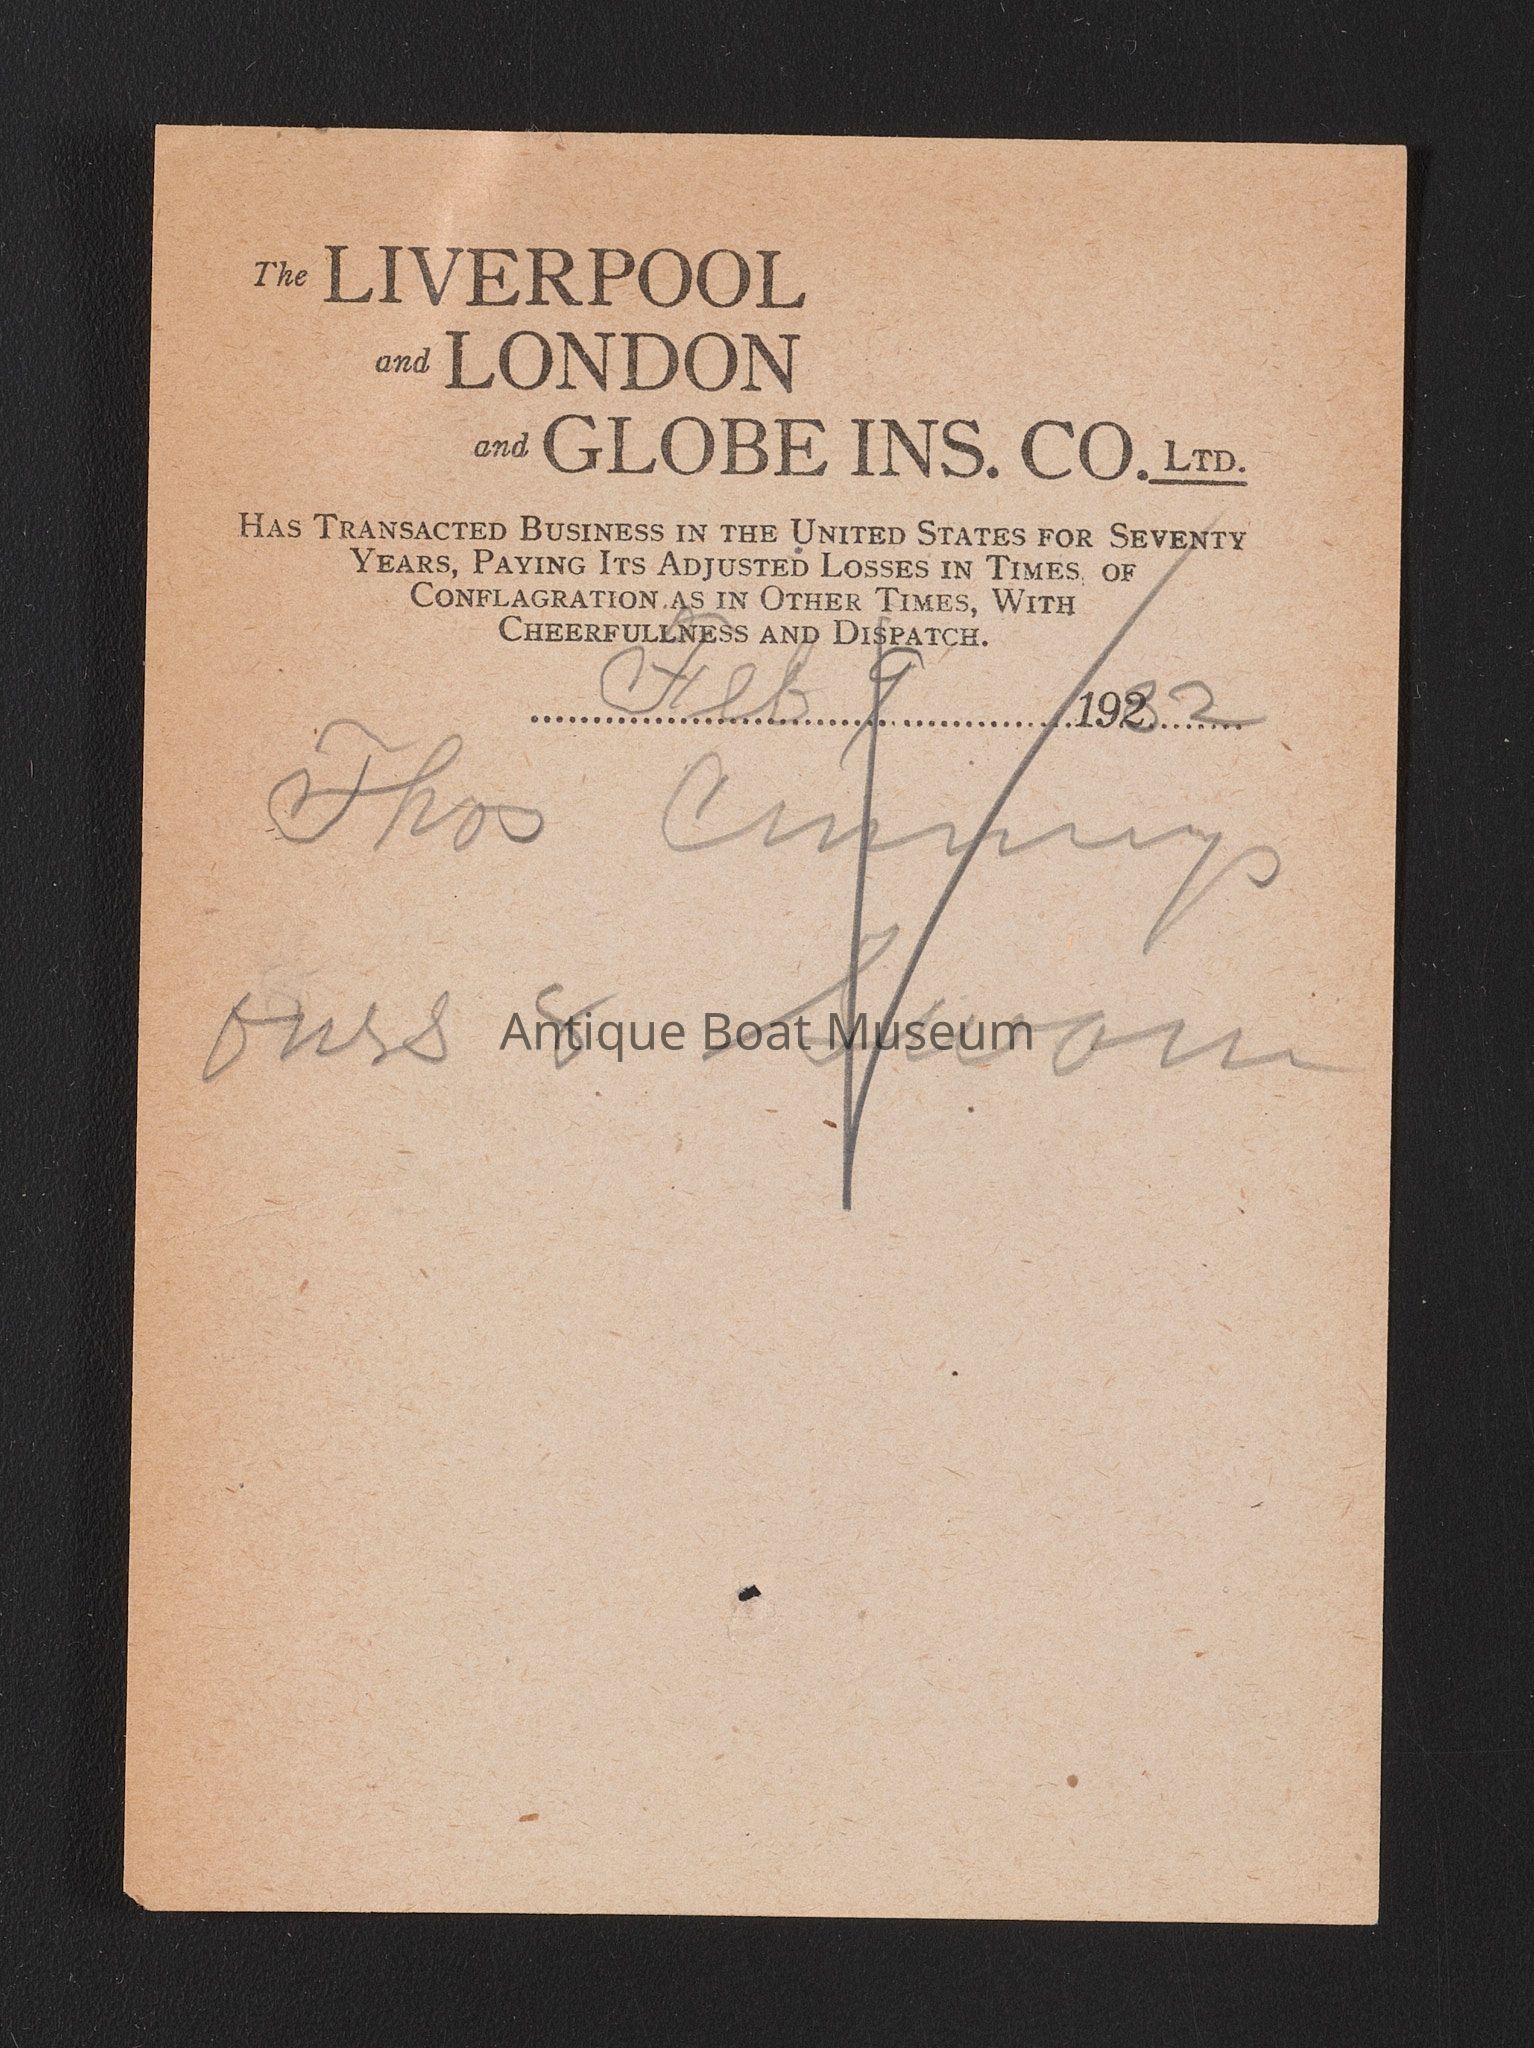 The LIVERPOOL
and LONDON
and GLOBE INS. CO. LTD.
HAS TRANSACTED BUSINESS IN THE UNITED STATES FOR SEVENTY
YEARS, PAYING ITS ADJUSTED LOSSES IN TIMES OF
CONFLAGRATION AS IN OTHER TIMES, WITH
CHEERFULLNESS AND DISPATCH.
Feb 9 19232
Thos
&
Antique Boat Museum